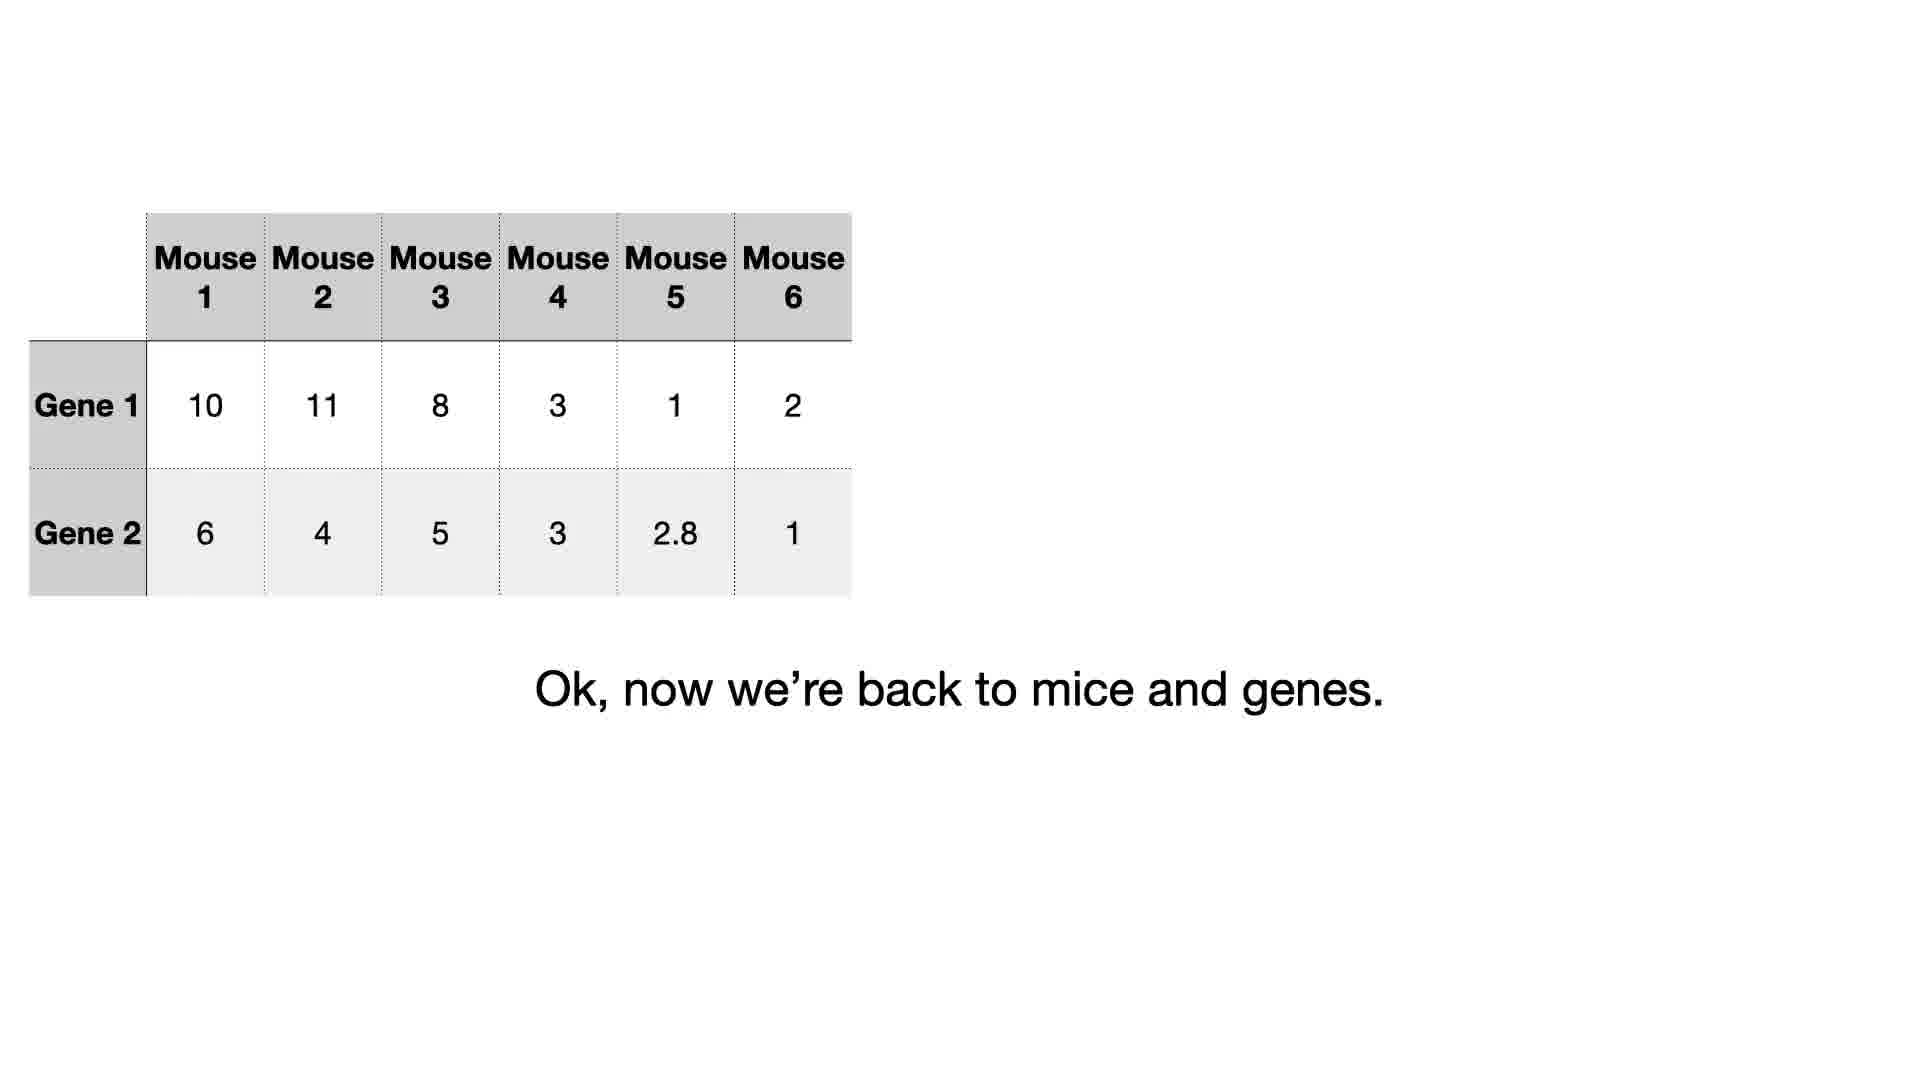 Mouse 1 Mouse 2 Mouse 3 Mouse 4 Mouse 5 Mouse 6
Gene 1 10 11 8 3 1 2
Gene 2 6 4 5 3 2.8 1
Ok, now we’re back to mice and genes.